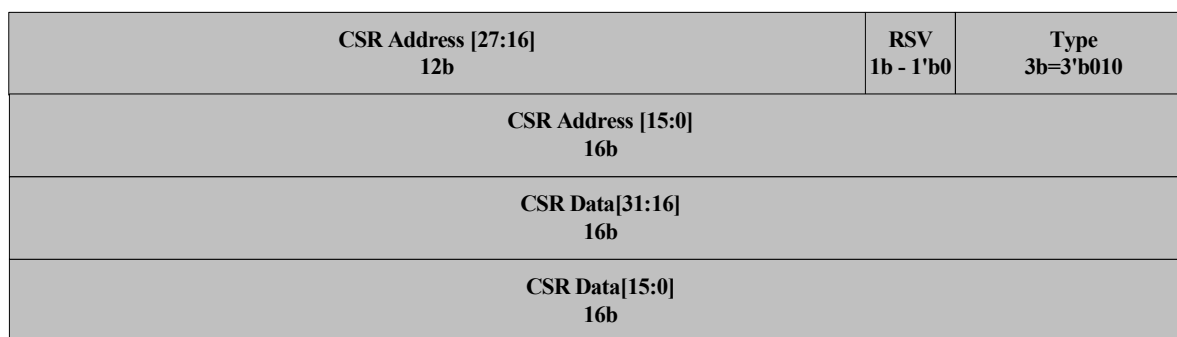 CSR Address [27:16]
12b
RSV
1b - 1'b0
Type
3b=3'b010
CSR Address [15:0]
16b
CSR Data[31:16]
16b
CSR Data[15:0]
16b